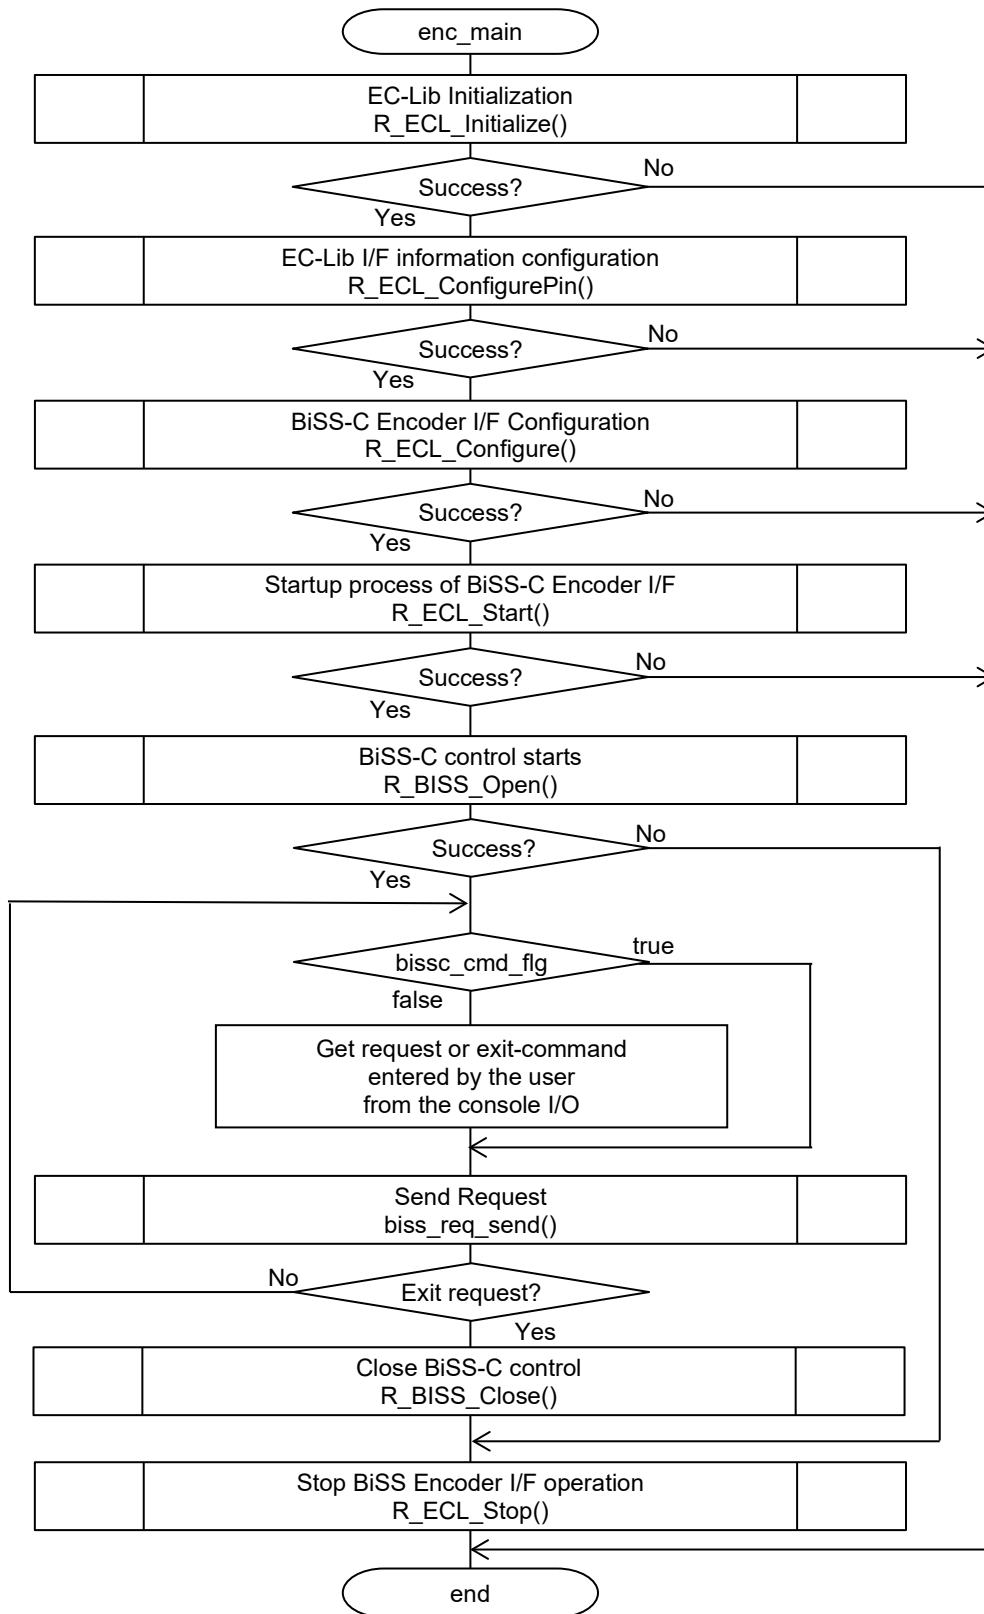 enc_main
EC-Lib Initialization
R_ECL_Initialize()
No
Success?
Yes
EC-Lib I/F information configuration
R_ECL_ConfigurePin()
No
Success?
Yes
BiSS-C Encoder I/F Configuration
R_ECL_Configure()
No
Success?
Yes
Startup process of BiSS-C Encoder I/F
R_ECL_Start()
No
Success?
Yes
BiSS-C control starts
R_BISS_Open()
No
Success?
Yes
true
bissc_cmd_flg
false
Get request or exit-command
entered by the user
from the console I/O
Send Request
biss_req_send()
No
Exit request?
Yes
Close BiSS-C control
R_BISS_Close()
Stop BiSS Encoder I/F operation
R_ECL_Stop()
end